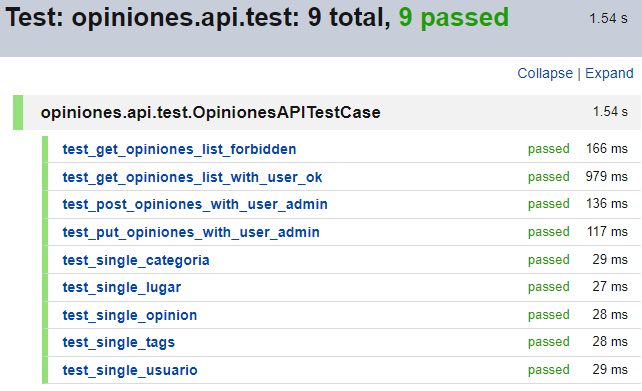 Test: opiniones.api.test: 9 total, 9 passed 1.54 s
Collapse | Expand
opiniones.api.test.OpinionesAPITestCase 1.54 s
test_get_opiniones_list_forbidden passed 166 ms
test_get_opiniones_list_with_user_ok passed 979 ms
test_post_opiniones_with_user_admin passed 136 ms
test_put_opiniones_with_user_admin passed 117 ms
test_single_categoria passed 29 ms
test_single_lugar passed 27 ms
test_single_opinion passed 28 ms
test_single_tags passed 28 ms
test_single_usuario passed 29 ms